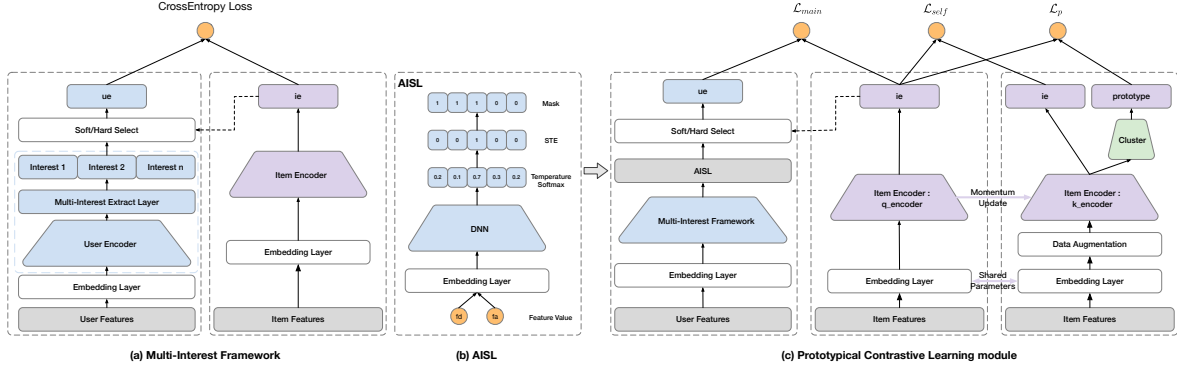 CrossEntropy Loss
ue
ie
Soft/Hard Select
Interest 1 Interest 2 Interest n
Multi-Interest Extract Layer
User Encoder
Embedding Layer
User Features
Item Encoder
Embedding Layer
Item Features
(a) Multi-Interest Framework
AISL
1 1 1 0 0 Mask
0 0 1 0 0 STE
0.2 0.1 0.7 0.3 0.2 Temperature
Softmax
DNN
Embedding Layer
fd fa Feature Value
(b) AISL
ℒmain ℒself ℒp
ue
Soft/Hard Select
AISL
Multi-Interest Framework
Embedding Layer
User Features
ie
Item Encoder :
q_encoder
Embedding Layer
Item Features
Momentum
Update
Shared
Parameters
ie prototype
Cluster
Item Encoder :
k_encoder
Data Augmentation
Embedding Layer
Item Features
(c) Prototypical Contrastive Learning module